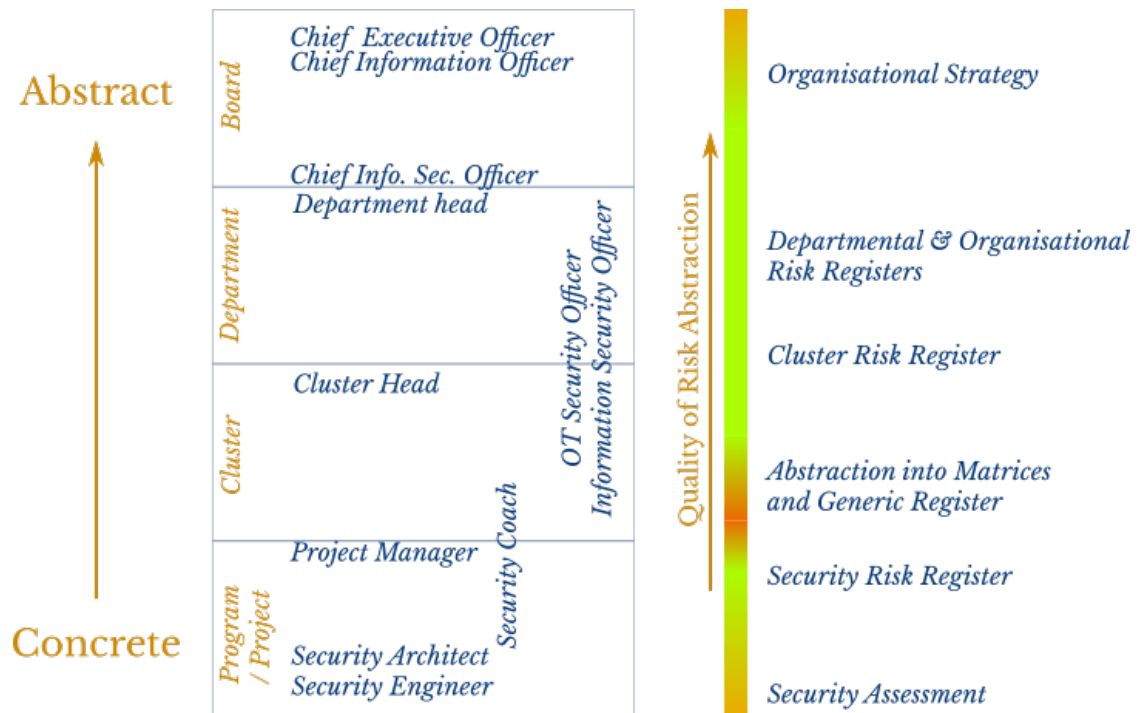 Abstract
Concrete
Board
Chief Executive Officer
Chief Information Officer
Chief Info. Sec. Officer
Department
Department head
Cluster
Cluster Head
OT Security Officer
Information Security Officer
Security Coach
Program
/ Project
Project Manager
Security Architect
Security Engineer
Quality of Risk Abstraction
Organisational Strategy
Departmental & Organisational
Risk Registers
Cluster Risk Register
Abstraction into Matrices
and Generic Register
Security Risk Register
Security Assessment